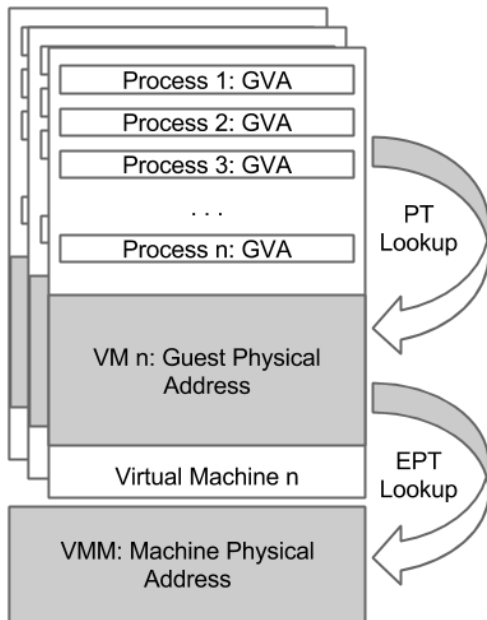 Process 1: GVA
Process 2: GVA
Process 3: GVA
. . .
Process n: GVA
PT
Lookup
VM n: Guest Physical
Address
EPT
Lookup
Virtual Machine n
VMM: Machine Physical
Address